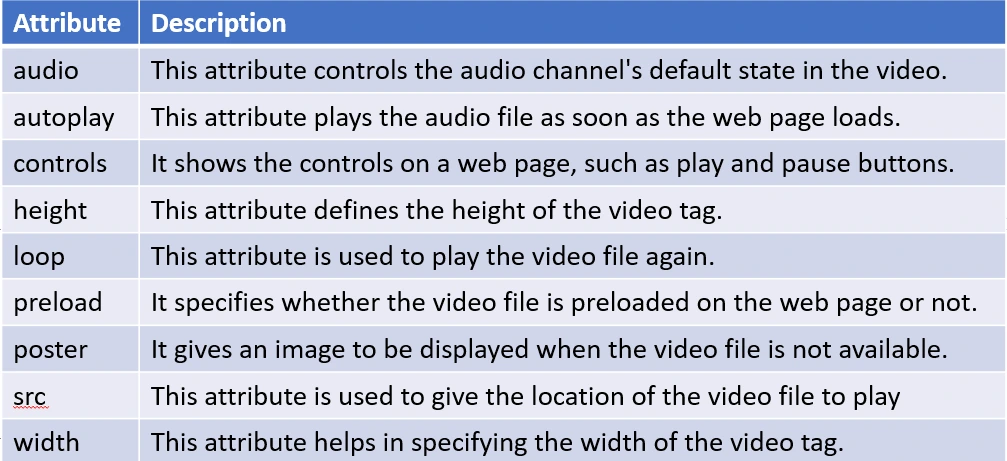 Attribute Description
audio This attribute controls the audio channel's default state in the video.
autoplay This attribute plays the audio file as soon as the web page loads.
controls It shows the controls on a web page, such as play and pause buttons.
height This attribute defines the height of the video tag.
loop This attribute is used to play the video file again.
preload It specifies whether the video file is preloaded on the web page or not.
poster It gives an image to be displayed when the video file is not available.
src This attribute is used to give the location of the video file to play
width This attribute helps in specifying the width of the video tag.